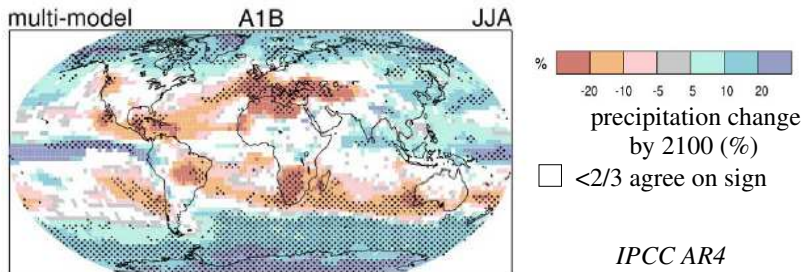 multi-model A1B JJA
%
-20 -10 -5 5 10 20
precipitation change
by 2100 (%)
<2/3 agree on sign
IPCC AR4